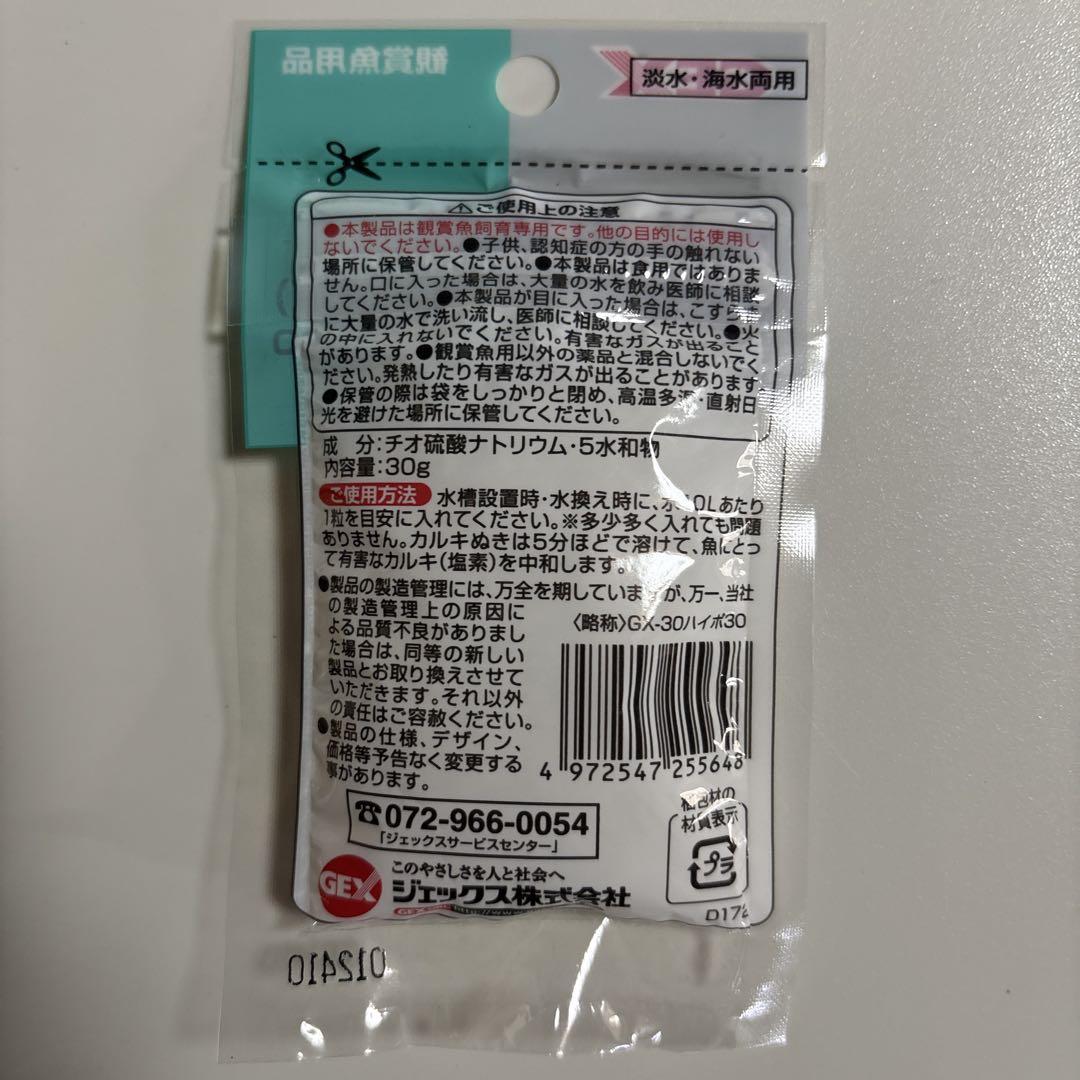 観賞魚用品
淡水・海水両用
⚠ご使用上の注意
●本製品は観賞魚飼育専用です。他の目的には使用し
ないでください。●子供、認知症の方の手の触れない
場所に保管してください。●本製品は食用ではありま
せん。口に入った場合は、大量の水を飲み医師に相談
してください。●本製品が目に入った場合は、こすらず
に大量の水で洗い流し、医師に相談してください。●火
の中に入れないでください。有害なガスが出ること
があります。●観賞魚用以外の薬品と混合しないでく
ださい。発熱したり有害なガスが出ることがあります。
●保管の際は袋をしっかりと閉め、高温多湿・直射日
光を避けた場所に保管してください。
成 分:チオ硫酸ナトリウム・5水和物
内容量:30g
ご使用方法 水槽設置時・水換え時に、水10Lあたり
1粒を目安に入れてください。※多少多く入れても問題
ありません。カルキぬきは5分ほどで溶けて、魚にとっ
て有害なカルキ(塩素)を中和します。
●製品の製造管理には、万全を期していますが、万一、当社
の製造管理上の原因に
よる品質不良がありまし
た場合は、同等の新しい
製品とお取り換えさせて
いただきます。それ以外
の責任はご容赦ください。
●製品の仕様、デザイン、
価格等予告なく変更する
事があります。
〈略称〉GX-30ハイポ30
4 972547 255648
梱包材の
材質表示
プラ
☎072-966-0054
「ジェックスサービスセンター」
GEX
このやさしさを人と社会へ
ジェックス株式会社
D172
012410